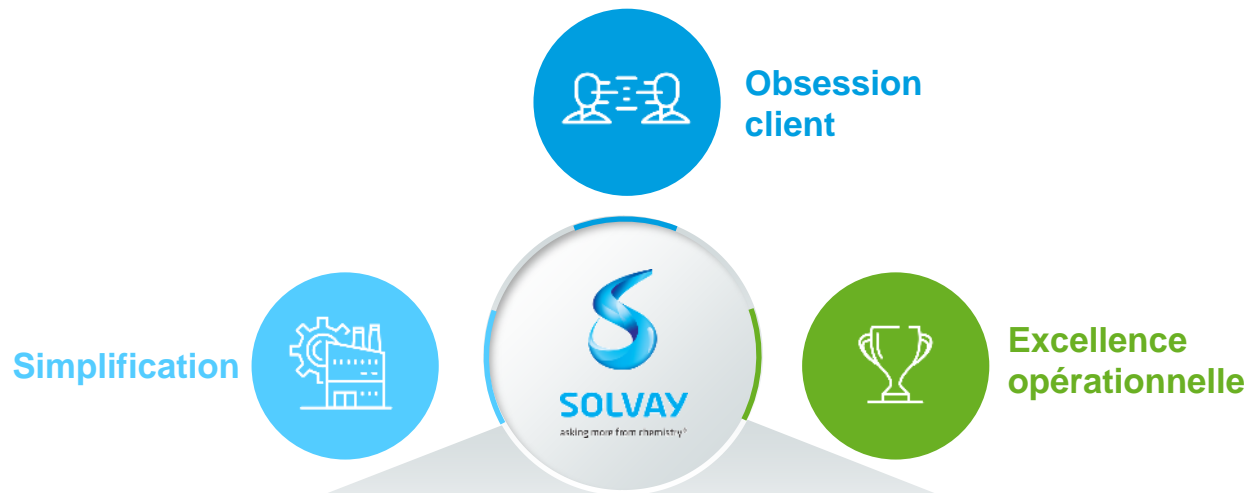 Obsession
client
Simplification
SOLVAY
asking more from chemistry®
Excellence
opérationnelle